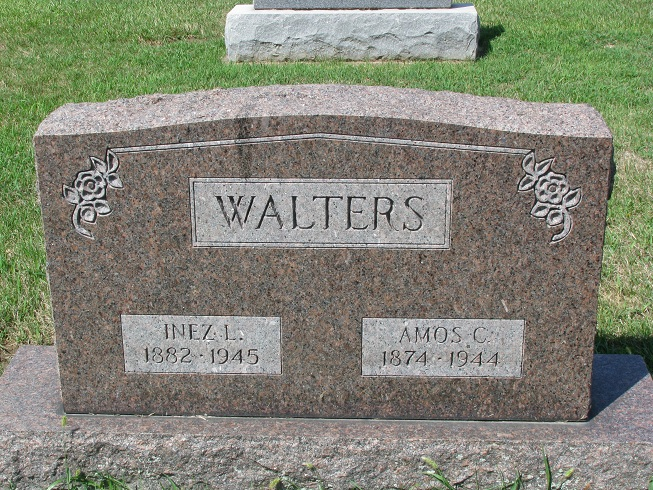 WALTERS
INEZ L.
1882 · 1945
AMOS C.
1874 · 1944